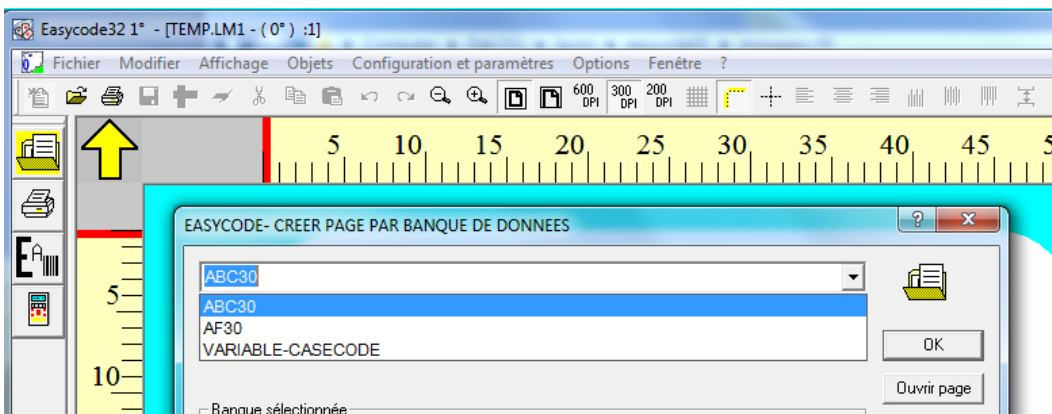 Easycode32 1° - [TEMP.LM1 - ( 0° ) :1]
Fichier Modifier Affichage Objets Configuration et paramètres Options Fenêtre ?
600 DPI 300 DPI 200 DPI
5 10 15 20 25 30 35 40 45 5
EASYCODE- CREER PAGE PAR BANQUE DE DONNEES
ABC30
ABC30
AF30
VARIABLE-CASECODE
OK
Ouvrir page
Banque sélectionnée
EA
5
10